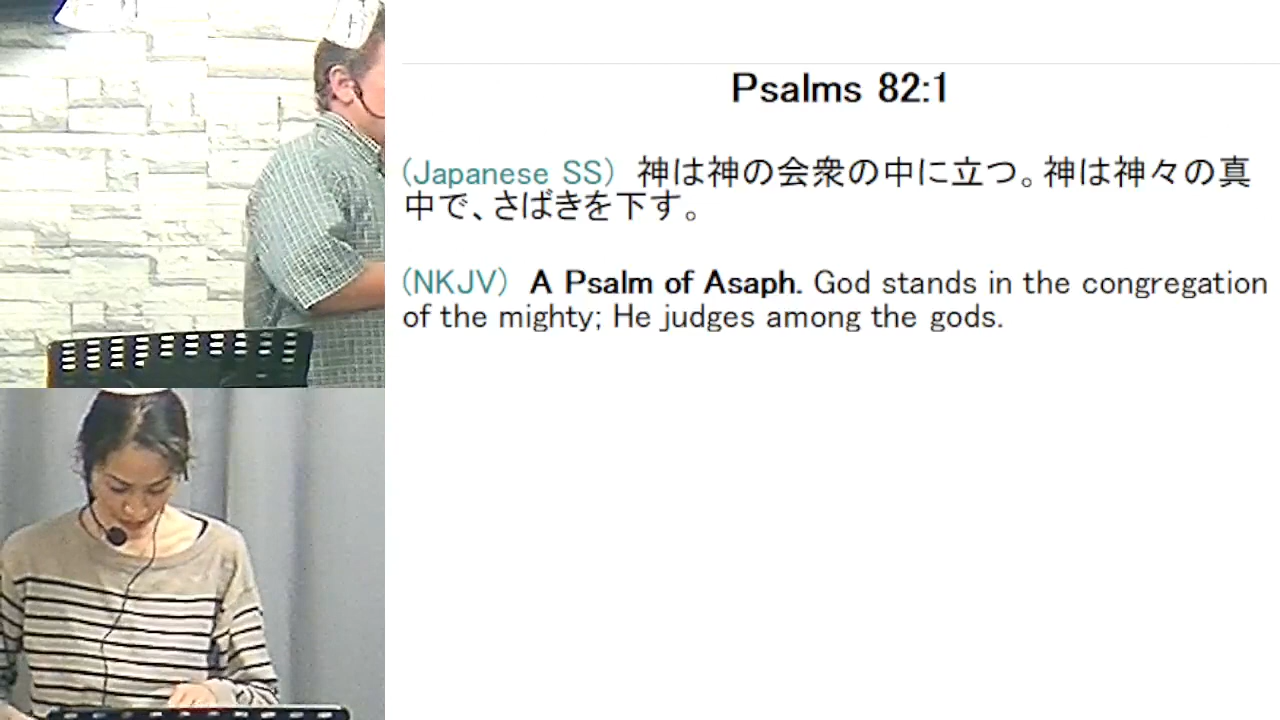 Psalms 82:1
(Japanese SS) 神は神の会衆の中に立つ。神は神々の真
中で、さばきを下す。
(NKJV) A Psalm of Asaph. God stands in the congregation
of the mighty; He judges among the gods.